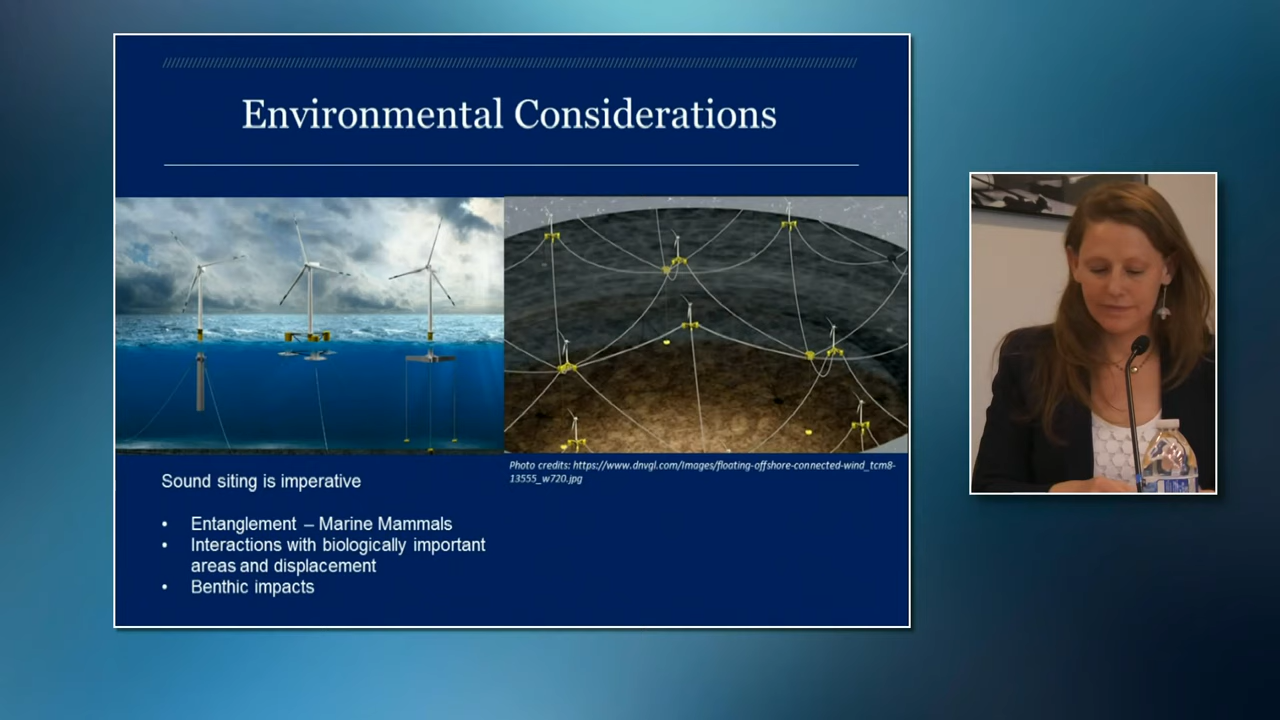 Environmental Considerations
Photo credits: https://www.dnvgl.com/Images/floating-offshore-connected-wind_tcm8-
13555_w720.jpg
Sound siting is imperative
• Entanglement – Marine Mammals
• Interactions with biologically important
areas and displacement
• Benthic impacts